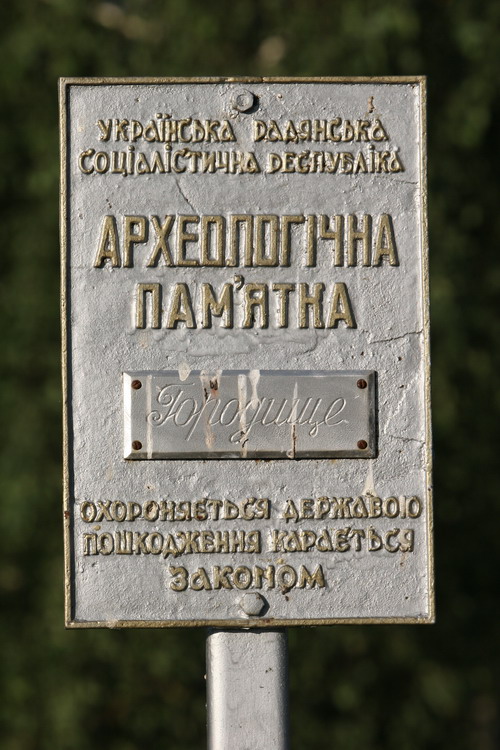 УКРАЇНСЬКА РАДЯНСЬКА
СОЦІАЛІСТИЧНА РЕСПУБЛІКА
АРХЕОЛОГІЧНА
ПАМ'ЯТКА
Городище
ОХОРОНЯЄТЬСЯ ДЕРЖАВОЮ
ПОШКОДЖЕННЯ КАРАЄТЬСЯ
ЗАКОНОМ